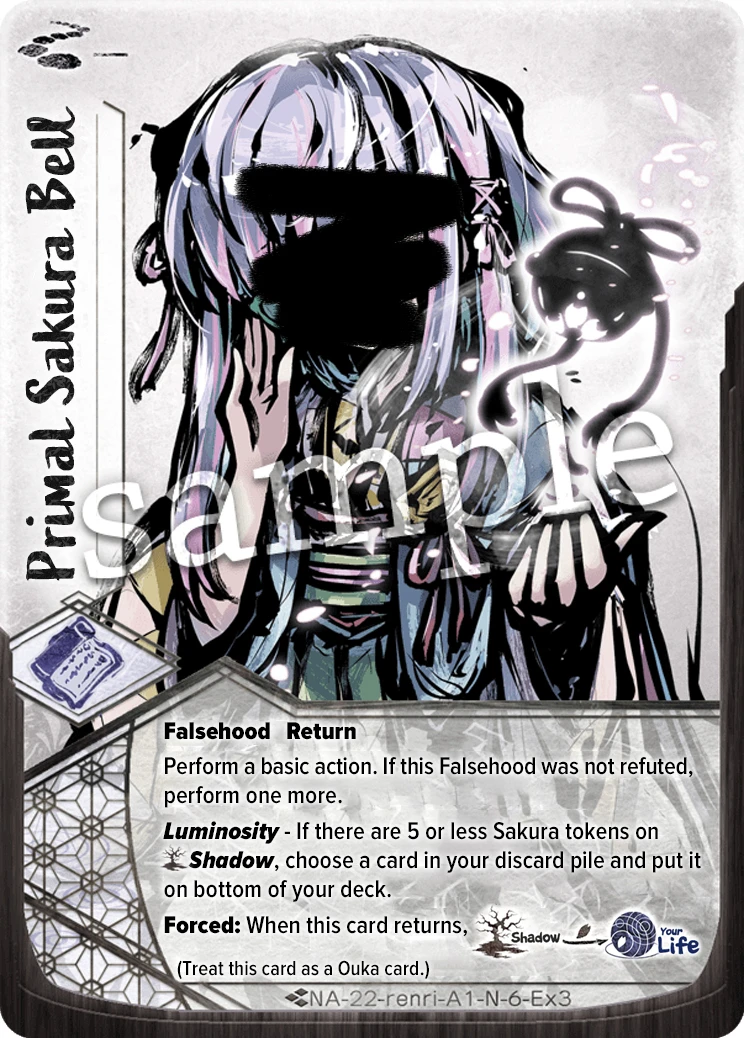 Primal Sakura Bell
sample
Falsehood Return
Perform a basic action. If this Falsehood was not refuted,
perform one more.
Luminosity - If there are 5 or less Sakura tokens on
Shadow, choose a card in your discard pile and put it
on bottom of your deck.
Forced: When this card returns, Shadow Your Life
(Treat this card as a Ouka card.)
NA-22-renri-A1-N-6-Ex3